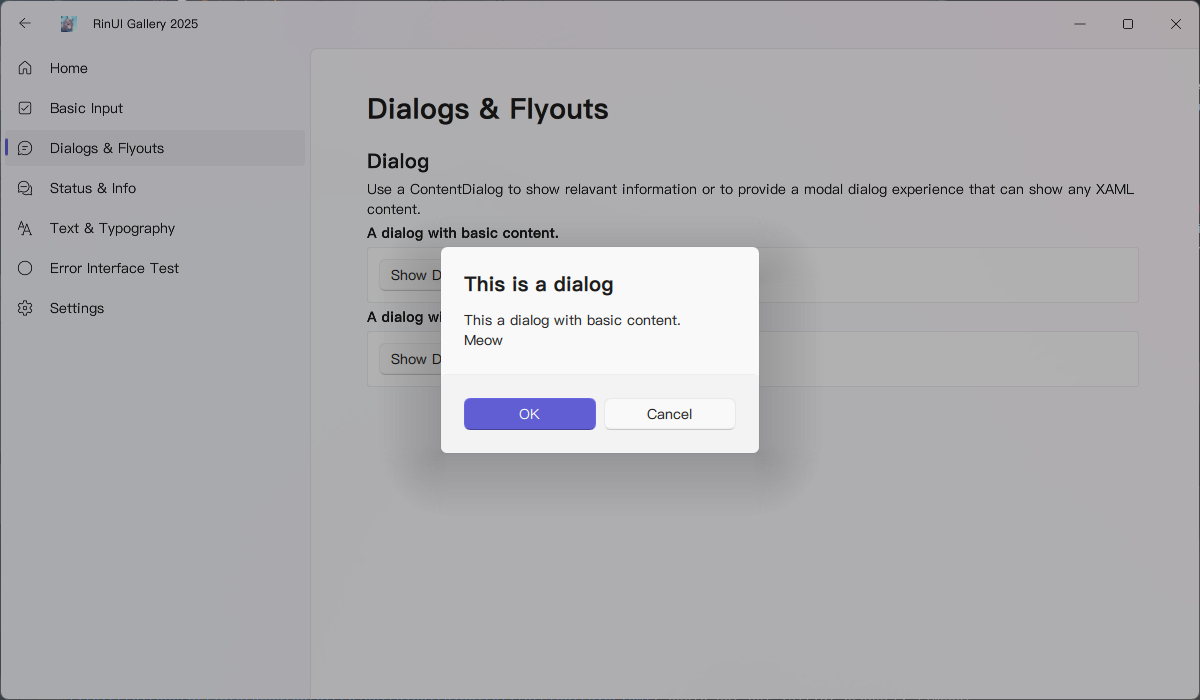 RinUI Gallery 2025
Home
Basic Input
Dialogs & Flyouts
Status & Info
Text & Typography
Error Interface Test
Settings
Dialogs & Flyouts
Dialog
Use a ContentDialog to show relavant information or to provide a modal dialog experience that can show any XAML
content.
A dialog with basic content.
Show D
A dialog wi
Show D
This is a dialog
This a dialog with basic content.
Meow
OK
Cancel